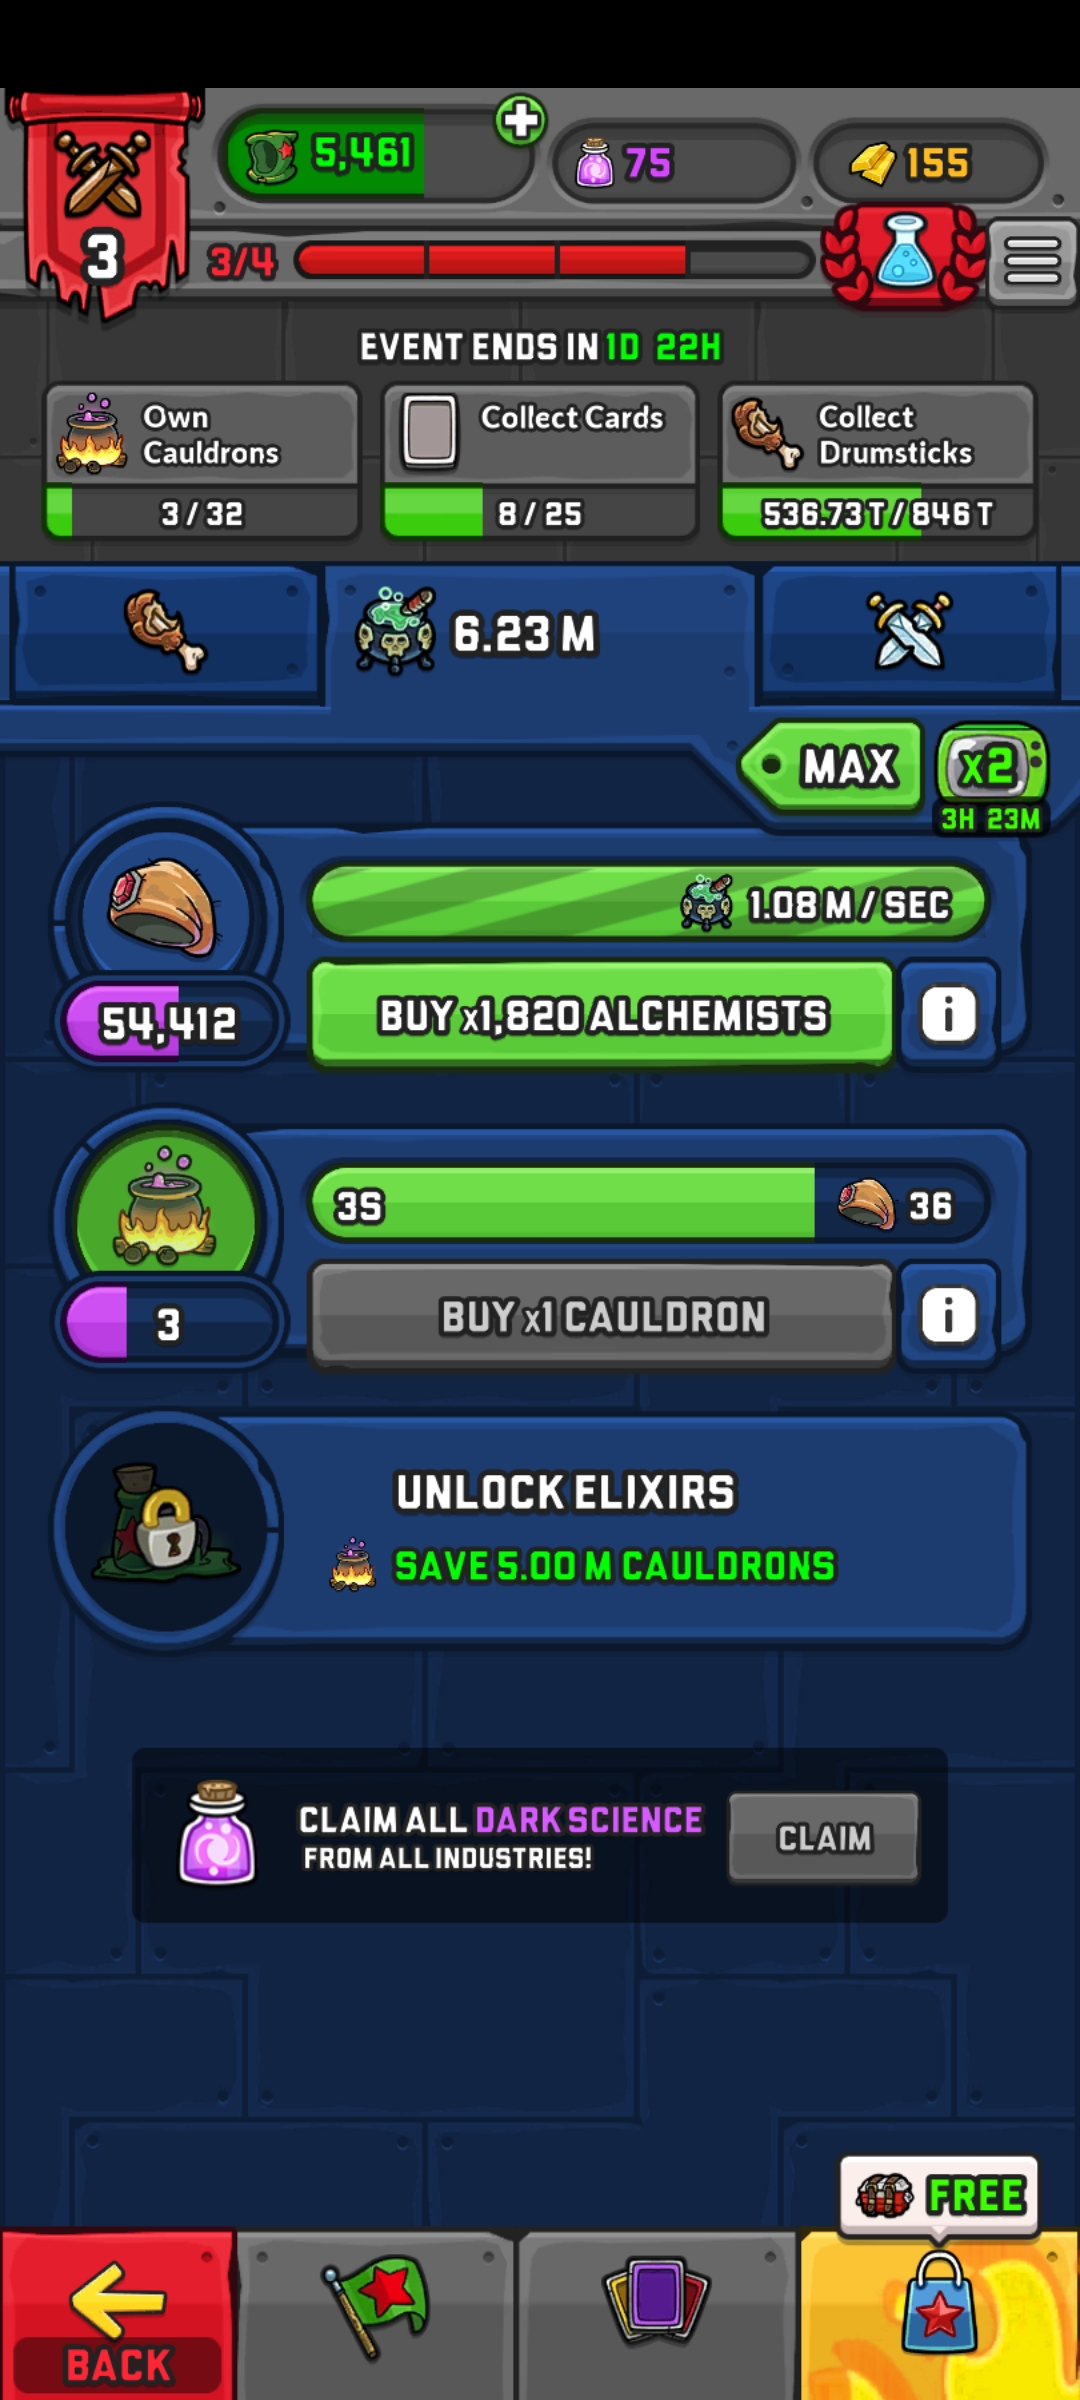 5,461
75
155
3
3/4
EVENT ENDS IN 1D 22H
Own
Cauldrons
3 / 32
Collect Cards
8 / 25
Collect
Drumsticks
536.73 T / 846 T
6.23 M
MAX
x2
3H 23M
1.08 M / SEC
54,412
BUY x1,820 ALCHEMISTS
i
3S
36
3
BUY x1 CAULDRON
i
UNLOCK ELIXIRS
SAVE 5.00 M CAULDRONS
CLAIM ALL DARK SCIENCE
FROM ALL INDUSTRIES!
CLAIM
FREE
BACK